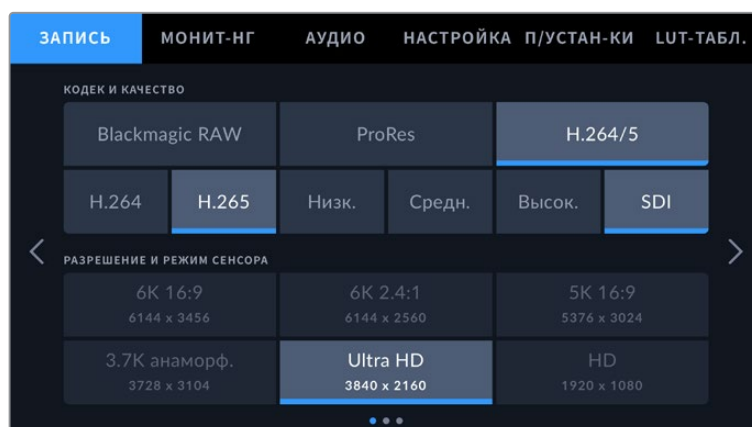 ЗАПИСЬ МОНИТ-НГ АУДИО НАСТРОЙКА П/УСТАН-КИ LUT-ТАБЛ.
КОДЕК И КАЧЕСТВО
Blackmagic RAW ProRes H.264/5
H.264 H.265 Низк. Средн. Высок. SDI
РАЗРЕШЕНИЕ И РЕЖИМ СЕНСОРА
6K 16:9 6K 2.4:1 5K 16:9
6144 x 3456 6144 x 2560 5376 x 3024
3.7K анаморф. Ultra HD HD
3728 x 3104 3840 x 2160 1920 x 1080